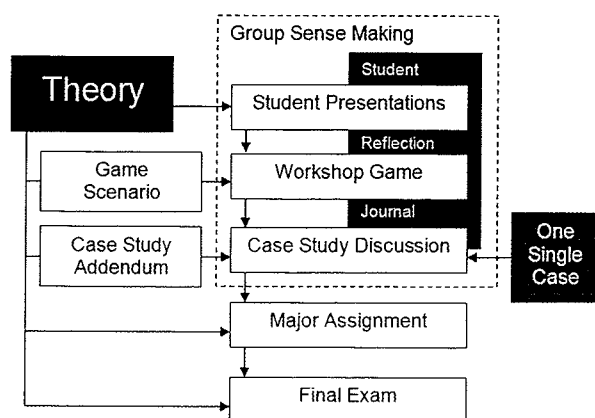 Group Sense Making
Student
Theory
Student Presentations
Reflection
Game
Scenario
Workshop Game
Journal
Case Study
Addendum
Case Study Discussion
One
Single
Case
Major Assignment
Final Exam